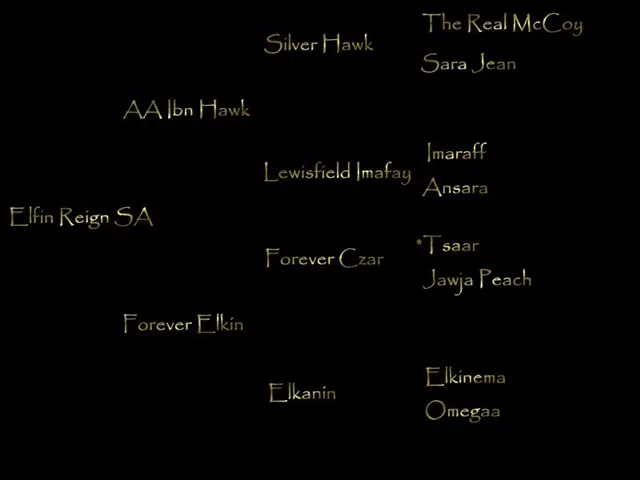 The Real McCoy
Silver Hawk
Sara Jean
AA Ibn Hawk
Imaraff
Lewisfield Imafay
Ansara
Elfin Reign SA
*Tsaar
Forever Czar
Jawja Peach
Forever Elkin
Elkinema
Elkanin
Omegaa